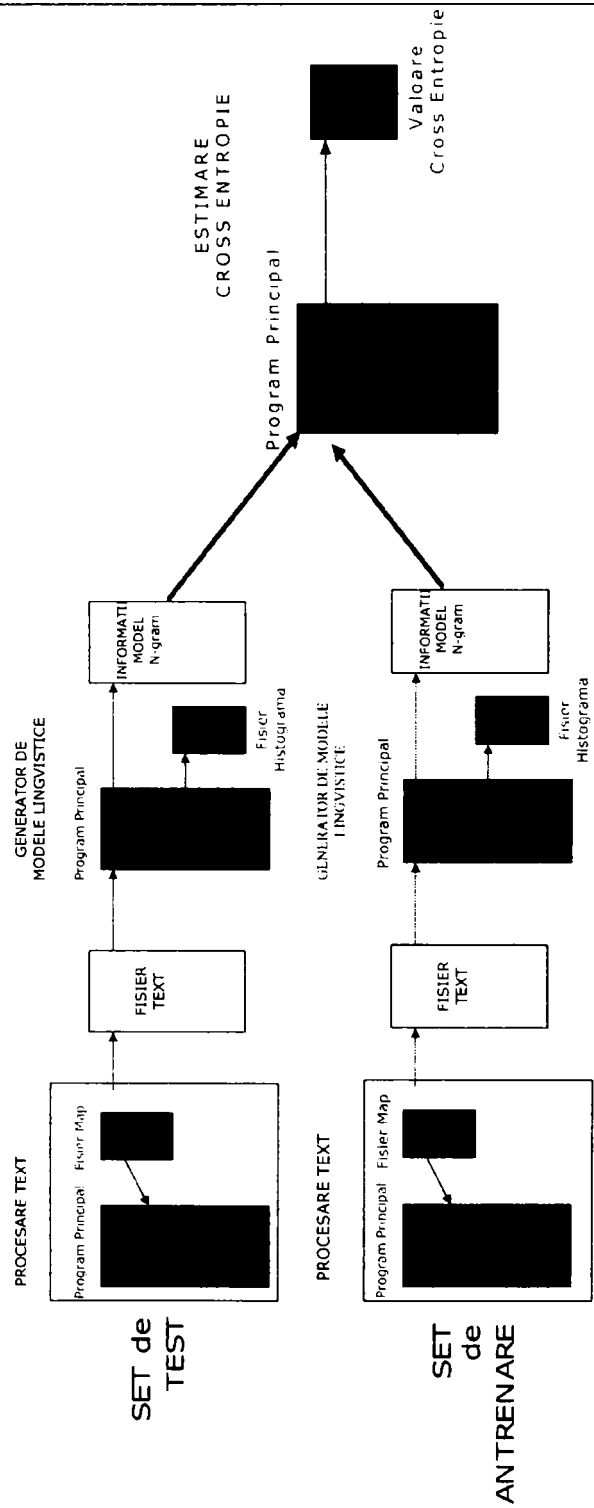 SET de
TEST
PROCESARE TEXT
Program Principal
Fisier Map
FISIER
TEXT
GENERATOR DE
MODELE LINGVISTICE
Program Principal
Fisier
Histograma
INFORMATII
MODEL
N-gram
SET
de
ANTRENARE
PROCESARE TEXT
Program Principal
Fisier Map
FISIER
TEXT
GENERATOR DE MODELE
LINGVISTICE
Program Principal
Fisier
Histograma
INFORMATII
MODEL
N-gram
ESTIMARE
CROSS ENTROPIE
Program Principal
Valoare
Cross Entropie